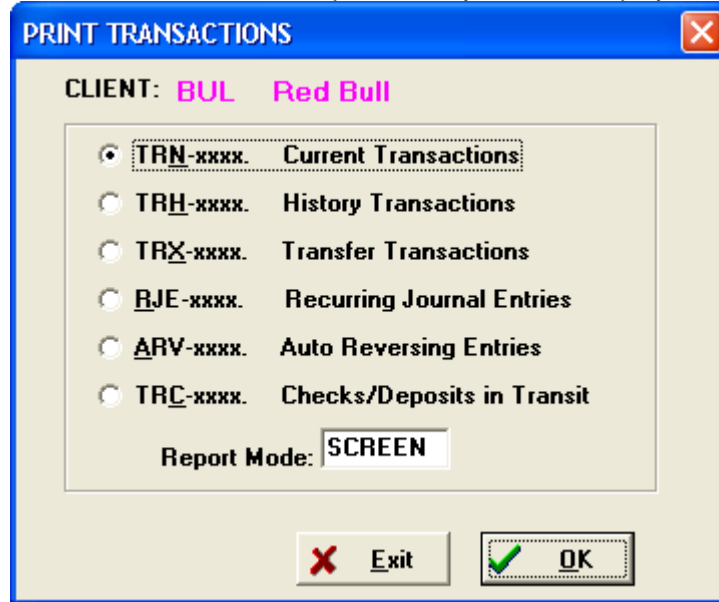 PRINT TRANSACTIONS
CLIENT: BUL Red Bull
TRN-xxxx. Current Transactions
TRH-xxxx. History Transactions
TRX-xxxx. Transfer Transactions
RJE-xxxx. Recurring Journal Entries
ARV-xxxx. Auto Reversing Entries
TRC-xxxx. Checks/Deposits in Transit
Report Mode: SCREEN
Exit OK